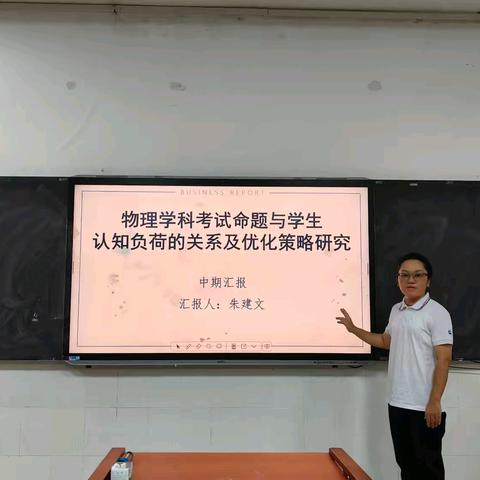 BUSINESS REPORT
物理学科考试命题与学生
认知负荷的关系及优化策略研究
中期汇报
汇报人：朱建文